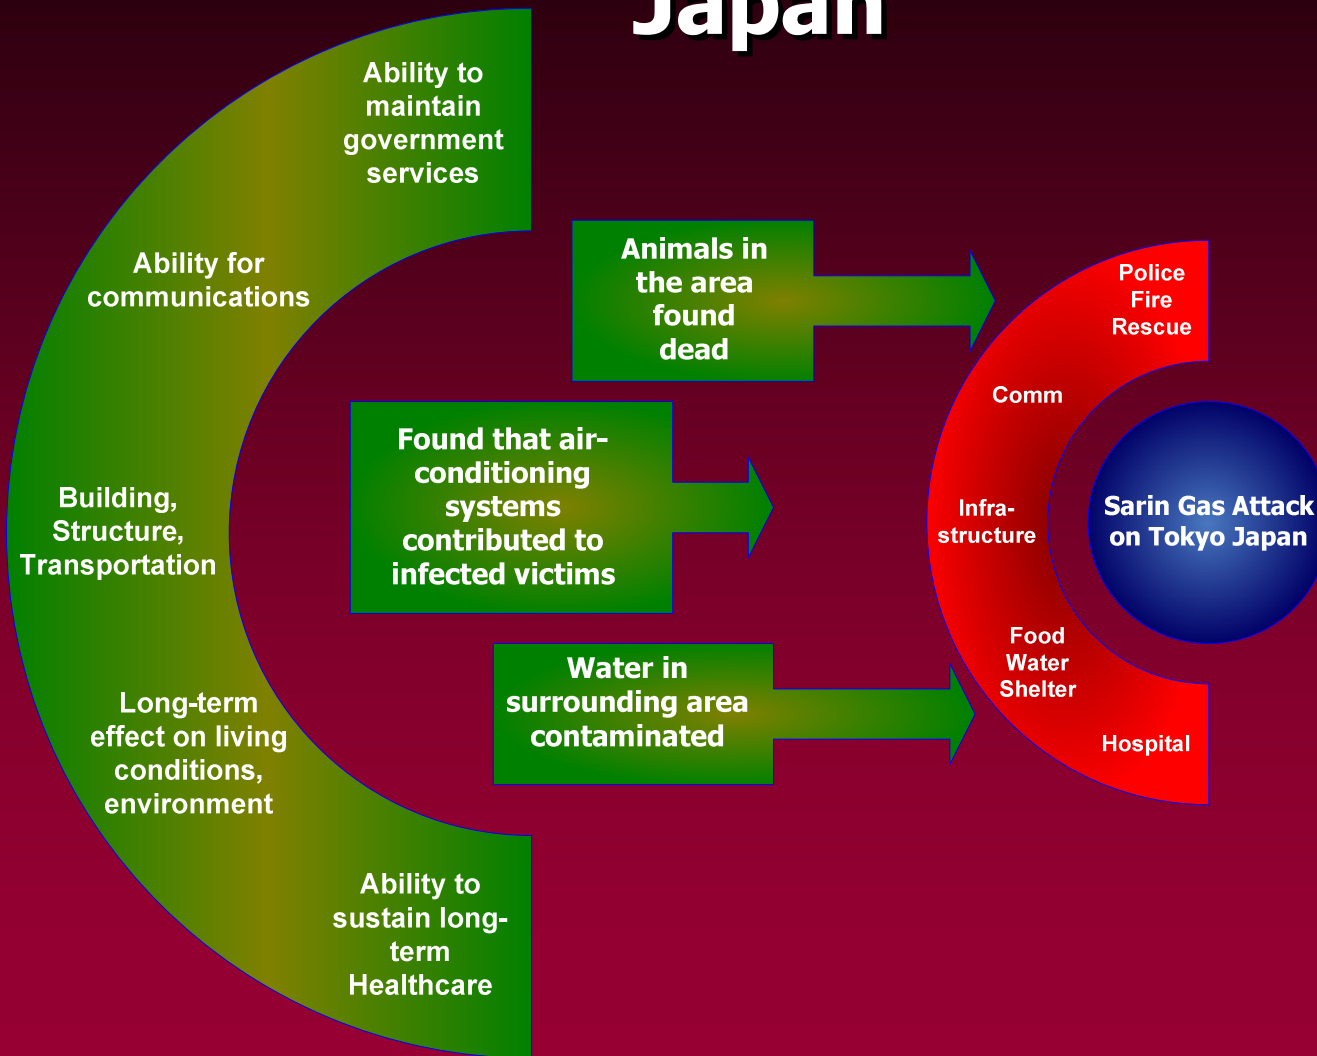 Japan
Ability to
maintain
government
services
Ability for
communications
Building,
Structure,
Transportation
Long-term
effect on living
conditions,
environment
Ability to
sustain long-
term
Healthcare
Animals in
the area
found
dead
Found that air-
conditioning
systems
contributed to
infected victims
Water in
surrounding area
contaminated
Police
Fire
Rescue
Comm
Infra-
structure
Food
Water
Shelter
Hospital
Sarin Gas Attack
on Tokyo Japan